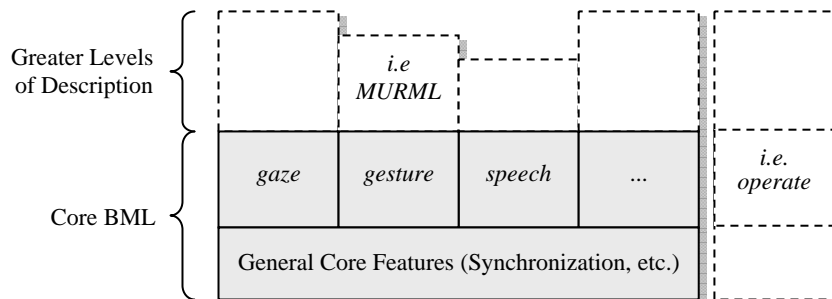 Greater Levels
of Description
i.e
MURML
Core BML
gaze
gesture
speech
...
i.e.
operate
General Core Features (Synchronization, etc.)